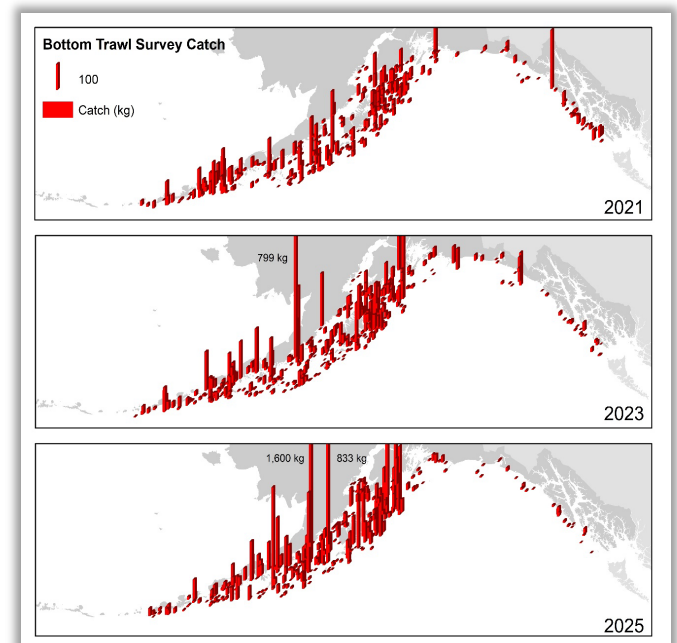 Bottom Trawl Survey Catch
100
Catch (kg)
2021
799 kg
2023
1,600 kg
833 kg
2025